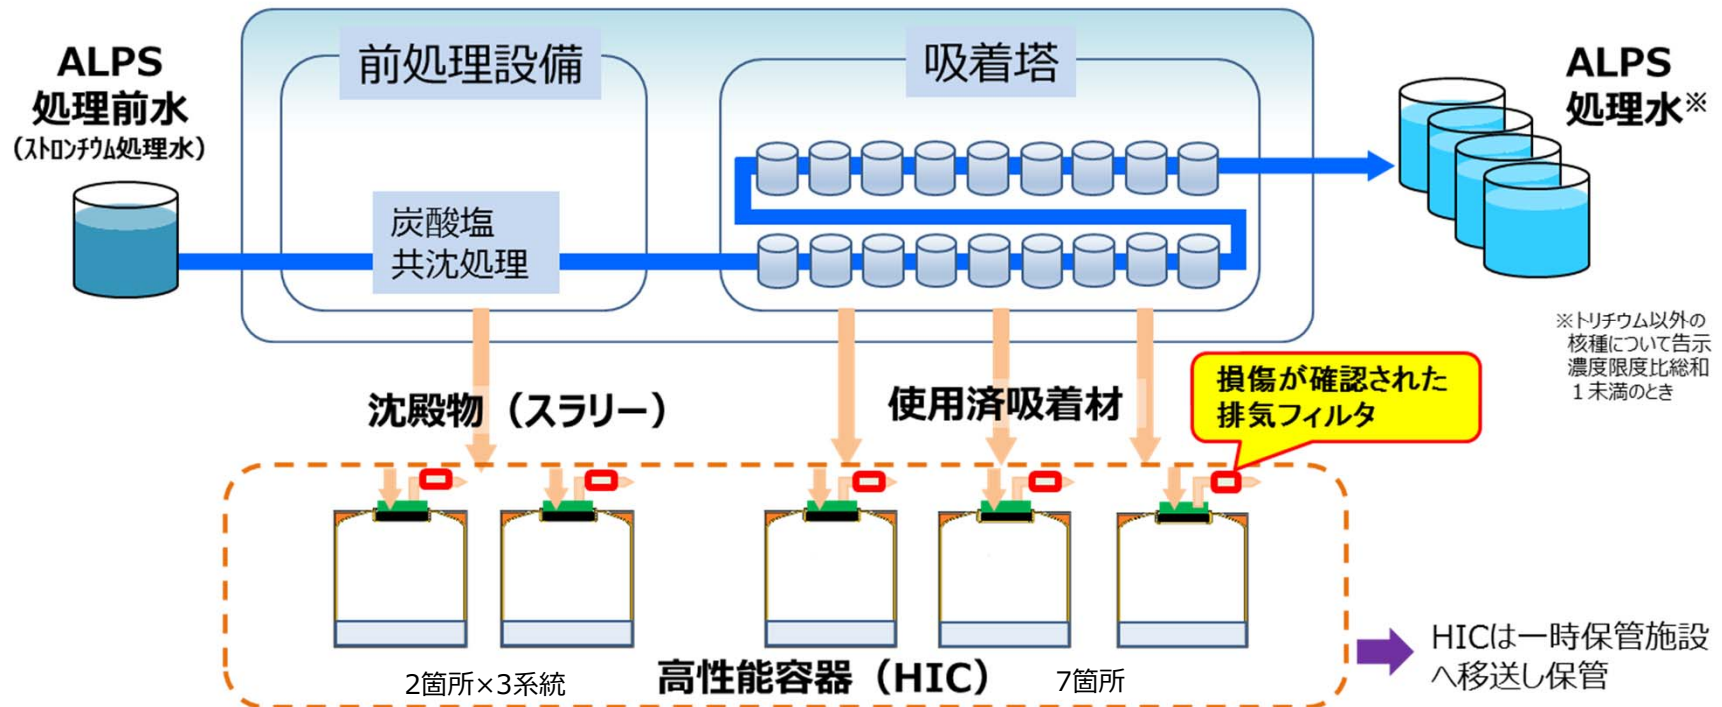 ALPS
処理前水
(ストロンチウム処理水)
前処理設備
炭酸塩
共沈処理
吸着塔
ALPS
処理水※
※トリチウム以外の
核種について告示
濃度限度比総和
1未満のとき
沈殿物（スラリー）
使用済吸着材
損傷が確認された
排気フィルタ
2箇所×3系統
高性能容器（HIC）
7箇所
HICは一時保管施設
へ移送し保管